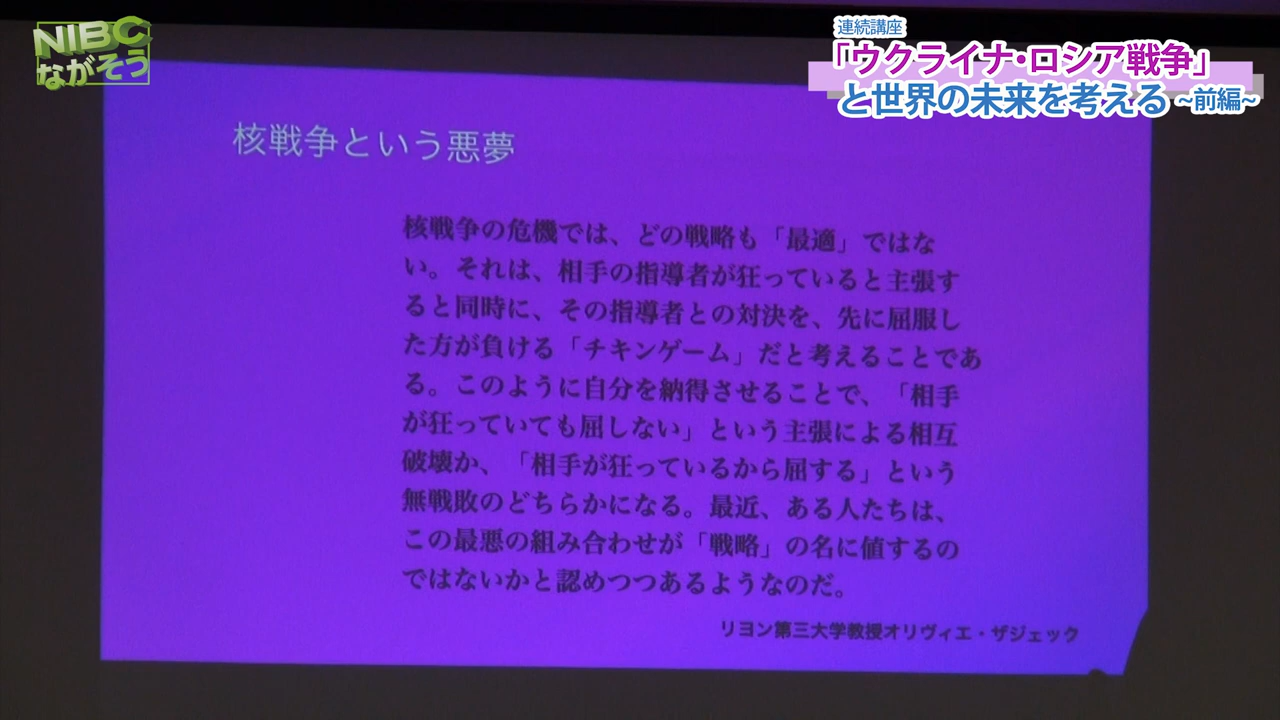 NIBC
ながそう
連続講座
「ウクライナ・ロシア戦争」
と世界の未来を考える ~前編~
核戦争という悪夢
核戦争の危機では、どの戦略も「最適」ではな
い。それは、相手の指導者が狂っていると主張す
ると同時に、その指導者との対決を、先に屈服し
た方が負ける「チキンゲーム」だと考えることであ
る。このように自分を納得させることで、「相手
が狂っていても屈しない」という主張による相互
破壊か、「相手が狂っているから屈する」という
無戦敗のどちらかになる。最近、ある人たちは、
この最悪の組み合わせが「戦略」の名に値するの
ではないかと認めつつあるようなのだ。
リヨン第三大学教授オリヴィエ・ザジェック